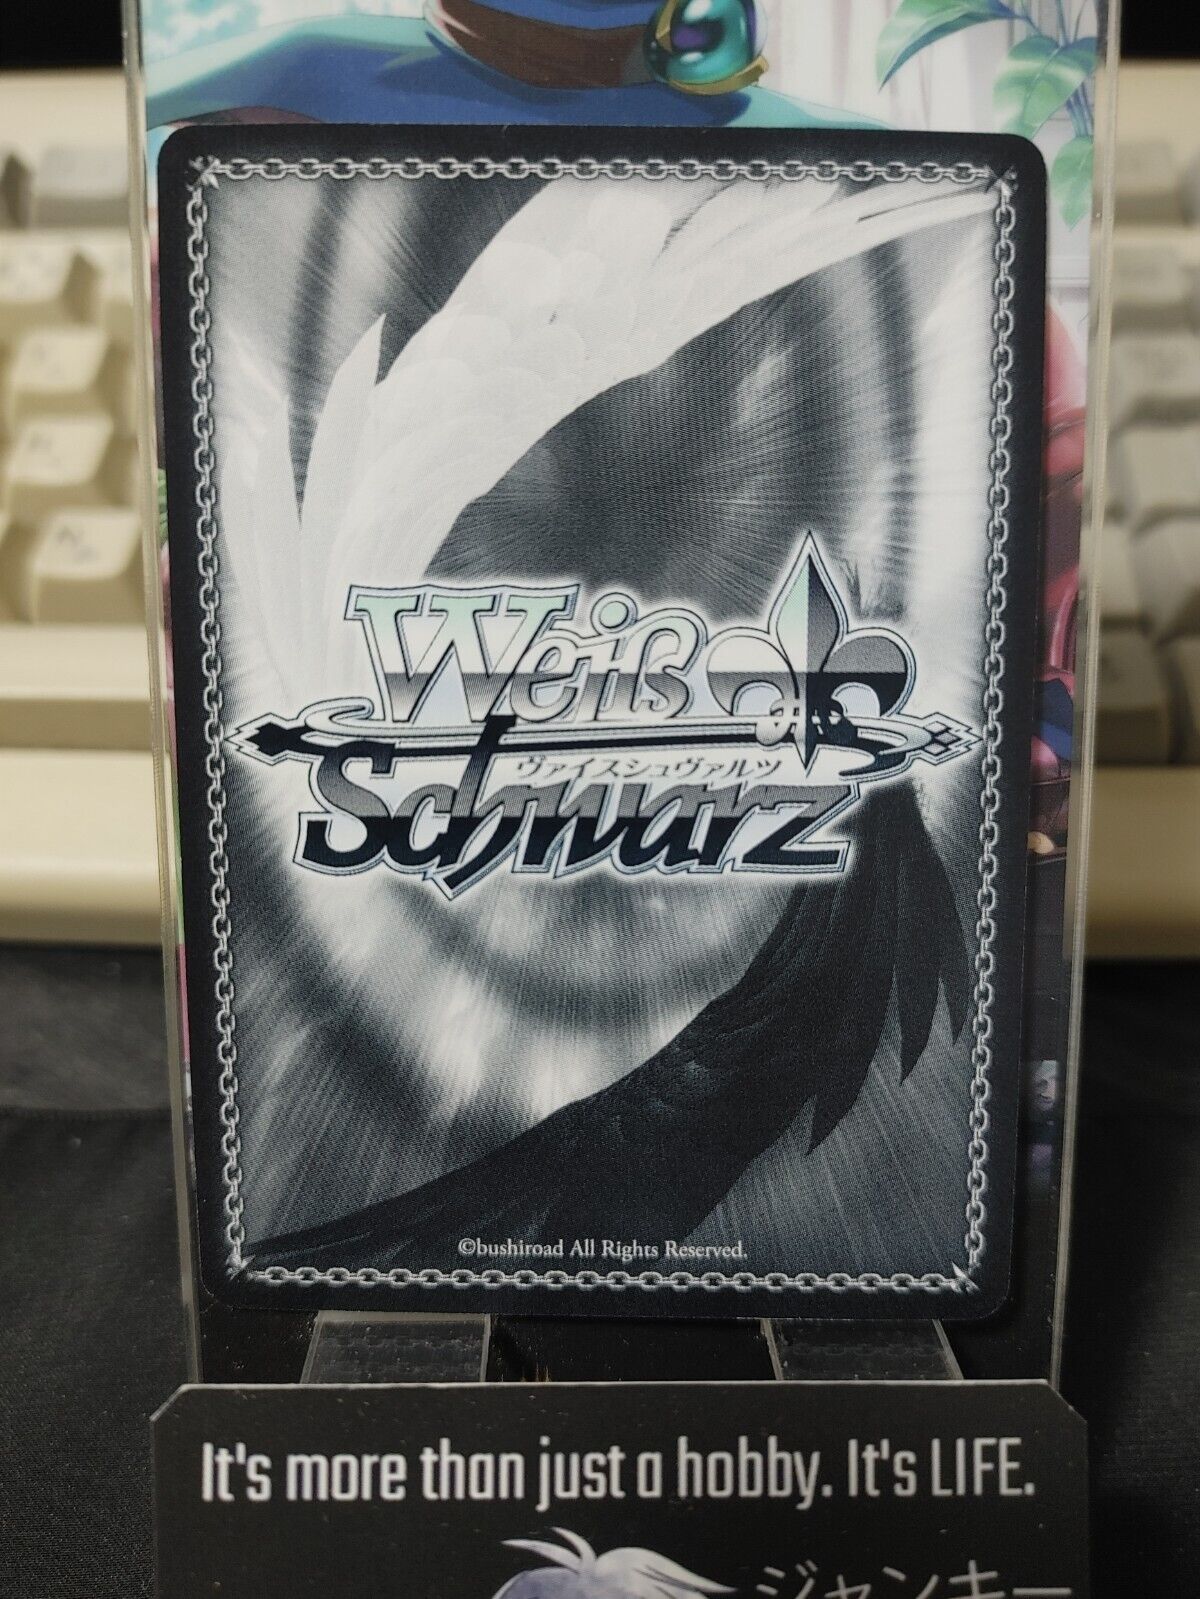 Weiß
Schwarz
ヴァイスシュヴァルツ
©bushiroad All Rights Reserved.
It's more than just a hobby. It's LIFE.
ジャンキー